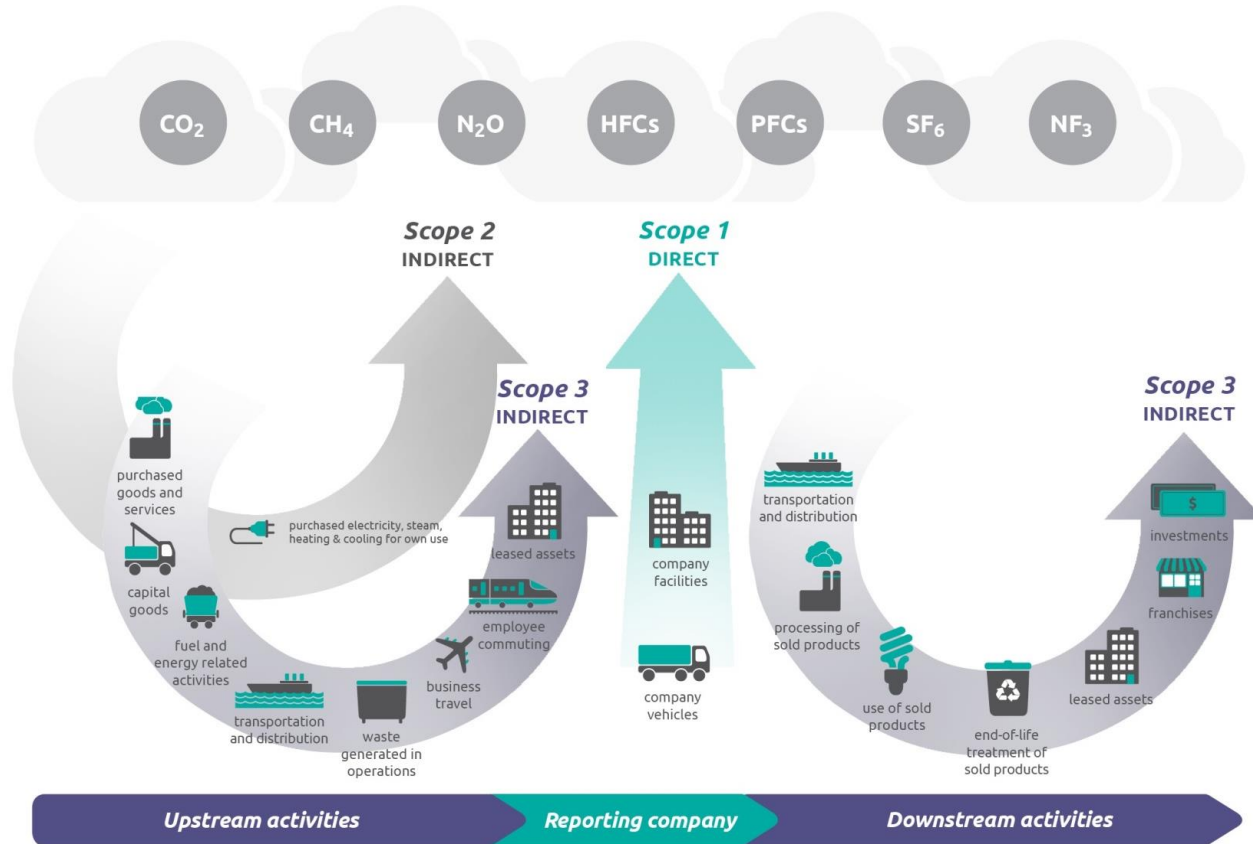 CO₂
CH₄
N₂O
HFCs
PFCs
SF₆
NF₃
Scope 2
INDIRECT
Scope 1
DIRECT
Scope 3
INDIRECT
Scope 3
INDIRECT
purchased
goods and
services
capital
goods
fuel and
energy related
activities
purchased electricity, steam,
heating & cooling for own use
transportation
and distribution
waste
generated in
operations
business
travel
employee
commuting
leased assets
company
facilities
company
vehicles
transportation
and distribution
processing of
sold products
use of sold
products
end-of-life
treatment of
sold products
leased assets
franchises
$
investments
Upstream activities
Reporting company
Downstream activities